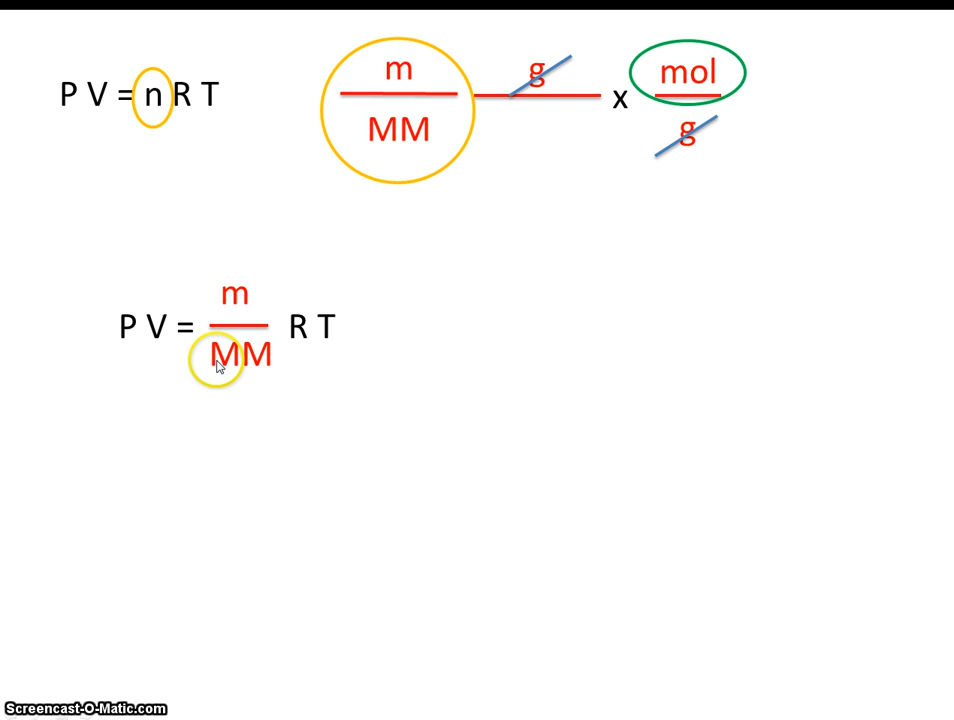 P V = n R T
m
MM
g
x
mol
g
m
P V = R T
MM
Screencast-O-Matic.com